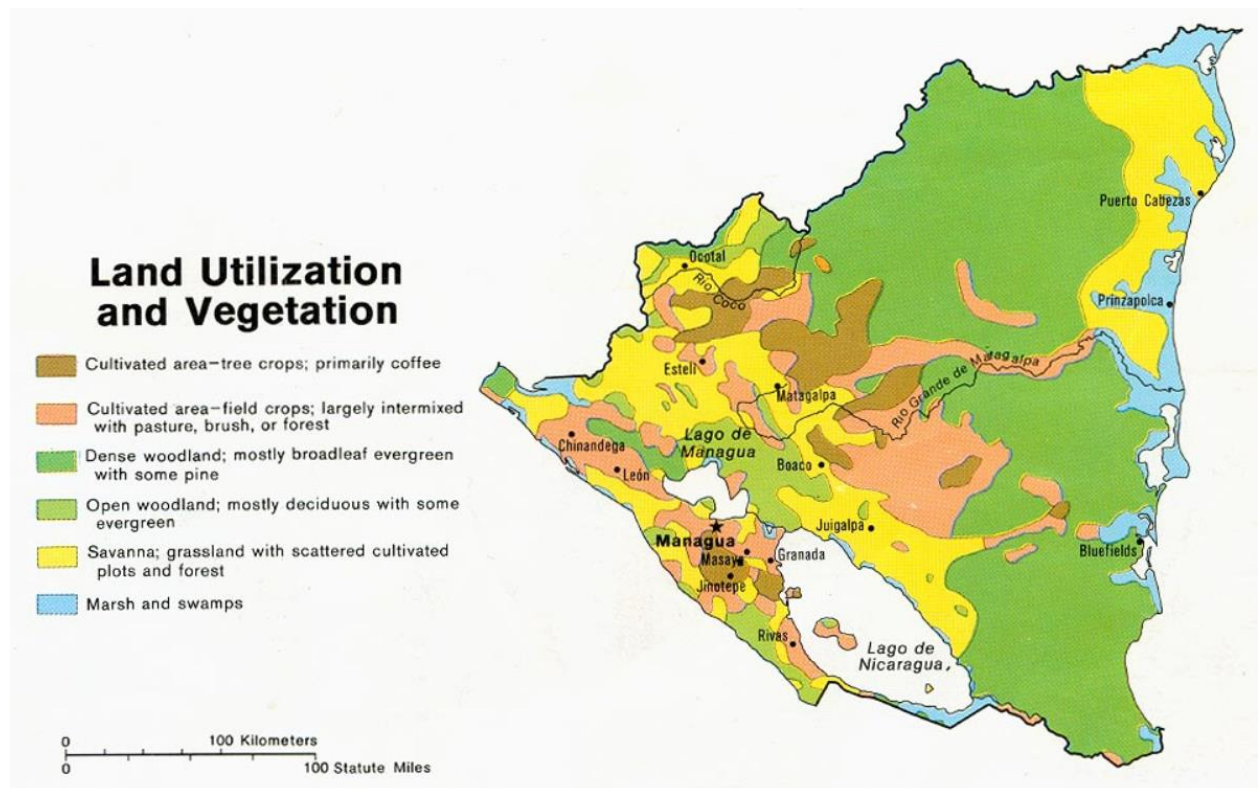 Land Utilization
and Vegetation
Cultivated area-tree crops; primarily coffee
Cultivated area-field crops; largely intermixed
with pasture, brush, or forest
Dense woodland; mostly broadleaf evergreen
with some pine
Open woodland; mostly deciduous with some
evergreen
Savanna; grassland with scattered cultivated
plots and forest
Marsh and swamps
0 100 Kilometers
0 100 Statute Miles
Puerto Cabezas
Ocotal
Río Coco
Prinzapolca
Estelí
Río Grande de Matagalpa
Matagalpa
Chinandega
Lago de
Managua
León
Boaco
Juigalpa
Managua
Bluefields
Masaya
Granada
Jinotepe
Rivas
Lago de
Nicaragua